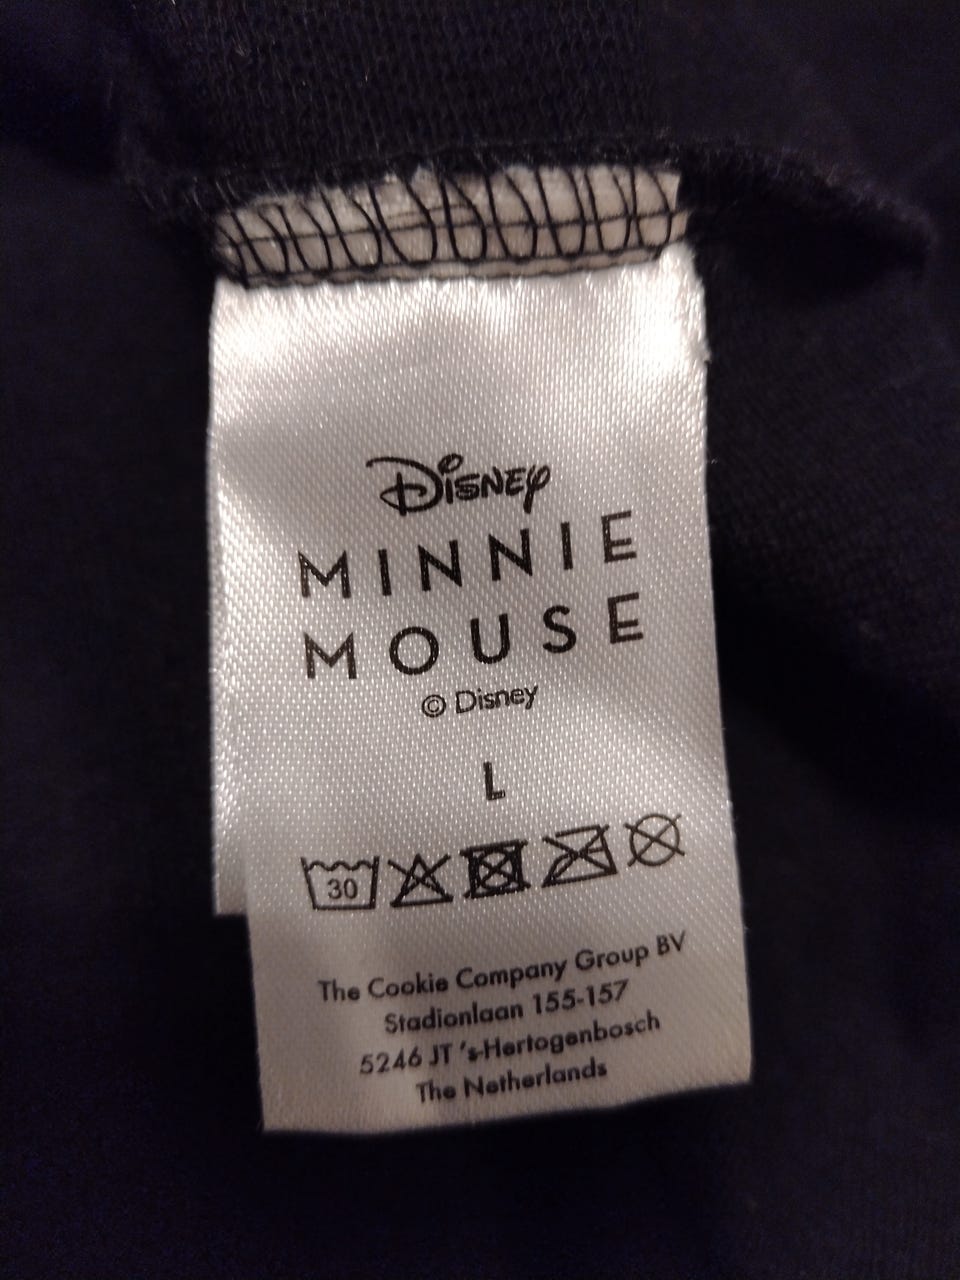 Disney
MINNIE
MOUSE
© Disney
L
30
The Cookie Company Group BV
Stadionlaan 155-157
5246 JT 's-Hertogenbosch
The Netherlands